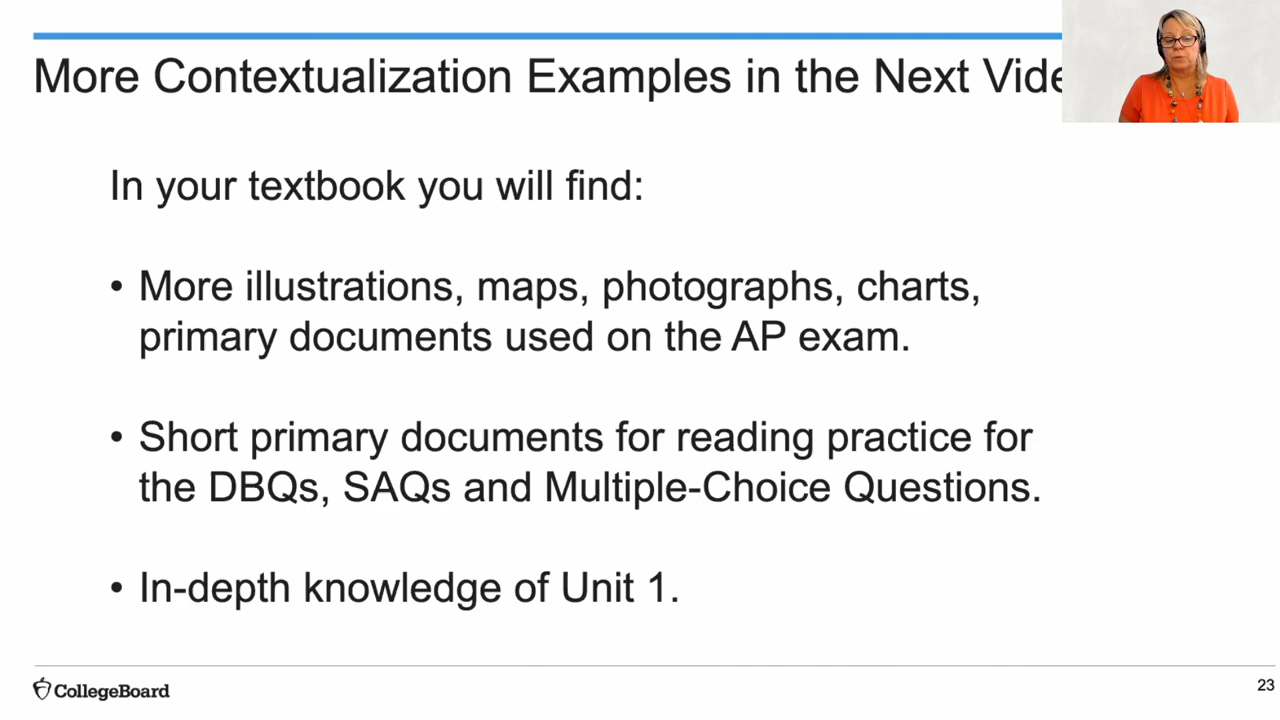 More Contextualization Examples in the Next Vide
In your textbook you will find:
• More illustrations, maps, photographs, charts,
primary documents used on the AP exam.
• Short primary documents for reading practice for
the DBQs, SAQs and Multiple-Choice Questions.
• In-depth knowledge of Unit 1.
CollegeBoard
23